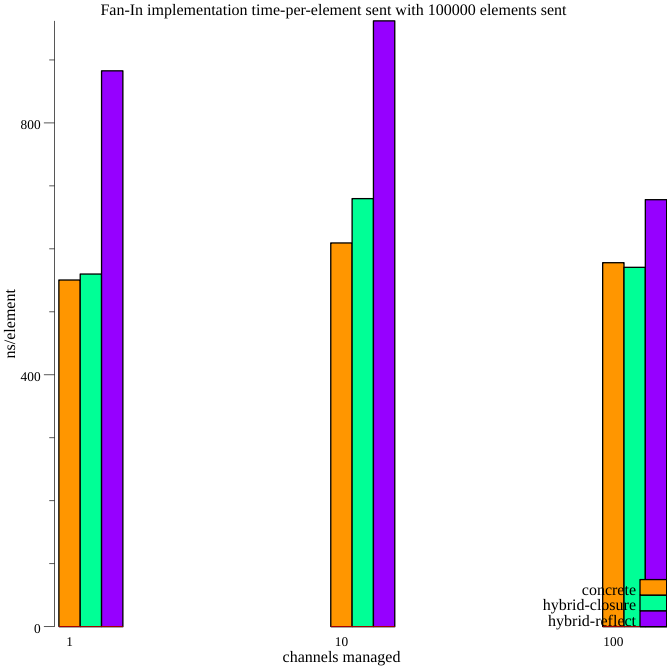 Fan-In implementation time-per-element sent with 100000 elements sent
800
ns/element
400
concrete
hybrid-closure
hybrid-reflect
0
1
10
100
channels managed